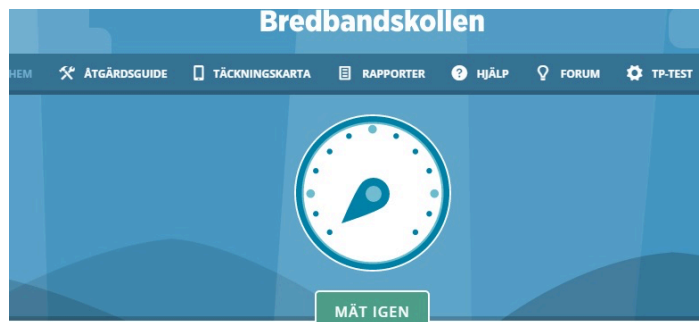 Bredbandskollen
HEM ÅTGÄRDSGUIDE TÄCKNINGSKARTA RAPPORTER ? HJÄLP FORUM TP-TEST
MÄT IGEN